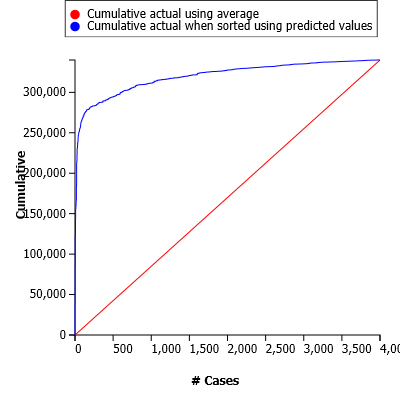 Cumulative actual using average
Cumulative actual when sorted using predicted values
300,000
250,000
200,000
150,000
100,000
50,000
0
Cumulative
0 500 1,000 1,500 2,000 2,500 3,000 3,500 4,0
# Cases